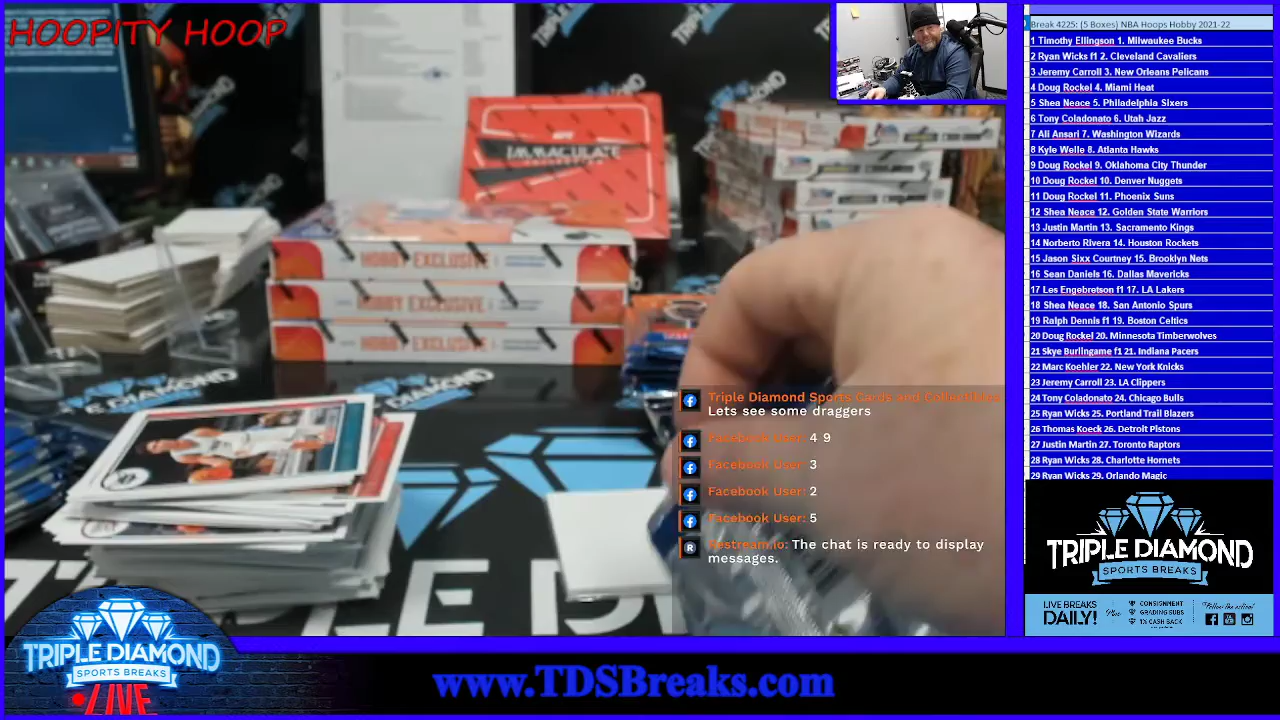 HOOPITY HOOP
IMMACULATE
COLLECTION
HOBBY EXCLUSIVE
HOBBY EXCLUSIVE
HOBBY EXCLUSIVE
Triple Diamond Sports Cards and Collectibles
Lets see some draggers
Facebook User: 4 9
Facebook User: 3
Facebook User: 2
Facebook User: 5
Restream.io: The chat is ready to display
messages.
Break 4225: (5 Boxes) NBA Hoops Hobby 2021-22
1 Timothy Ellingson 1. Milwaukee Bucks
2 Ryan Wicks f1 2. Cleveland Cavaliers
3 Jeremy Carroll 3. New Orleans Pelicans
4 Doug Rockel 4. Miami Heat
5 Shea Neace 5. Philadelphia Sixers
6 Tony Coladonato 6. Utah Jazz
7 Ali Ansari 7. Washington Wizards
8 Kyle Welle 8. Atlanta Hawks
9 Doug Rockel 9. Oklahoma City Thunder
10 Doug Rockel 10. Denver Nuggets
11 Doug Rockel 11. Phoenix Suns
12 Shea Neace 12. Golden State Warriors
13 Justin Martin 13. Sacramento Kings
14 Norberto Rivera 14. Houston Rockets
15 Jason Sixx Courtney 15. Brooklyn Nets
16 Sean Daniels 16. Dallas Mavericks
17 Les Engebretson f1 17. LA Lakers
18 Shea Neace 18. San Antonio Spurs
19 Ralph Dennis f1 19. Boston Celtics
20 Doug Rockel 20. Minnesota Timberwolves
21 Skye Burlingame f1 21. Indiana Pacers
22 Marc Koehler 22. New York Knicks
23 Jeremy Carroll 23. LA Clippers
24 Tony Coladonato 24. Chicago Bulls
25 Ryan Wicks 25. Portland Trail Blazers
26 Thomas Koeck 26. Detroit Pistons
27 Justin Martin 27. Toronto Raptors
28 Ryan Wicks 28. Charlotte Hornets
29 Ryan Wicks 29. Orlando Magic
TRIPLE DIAMOND
SPORTS BREAKS
LIVE BREAKS
DAILY!
Plus
CONSIGNMENT
GRADING SUBS
1% CASH BACK
Follow the action!
TRIPLE DIAMOND
SPORTS BREAKS
LIVE
www.TDSBreaks.com